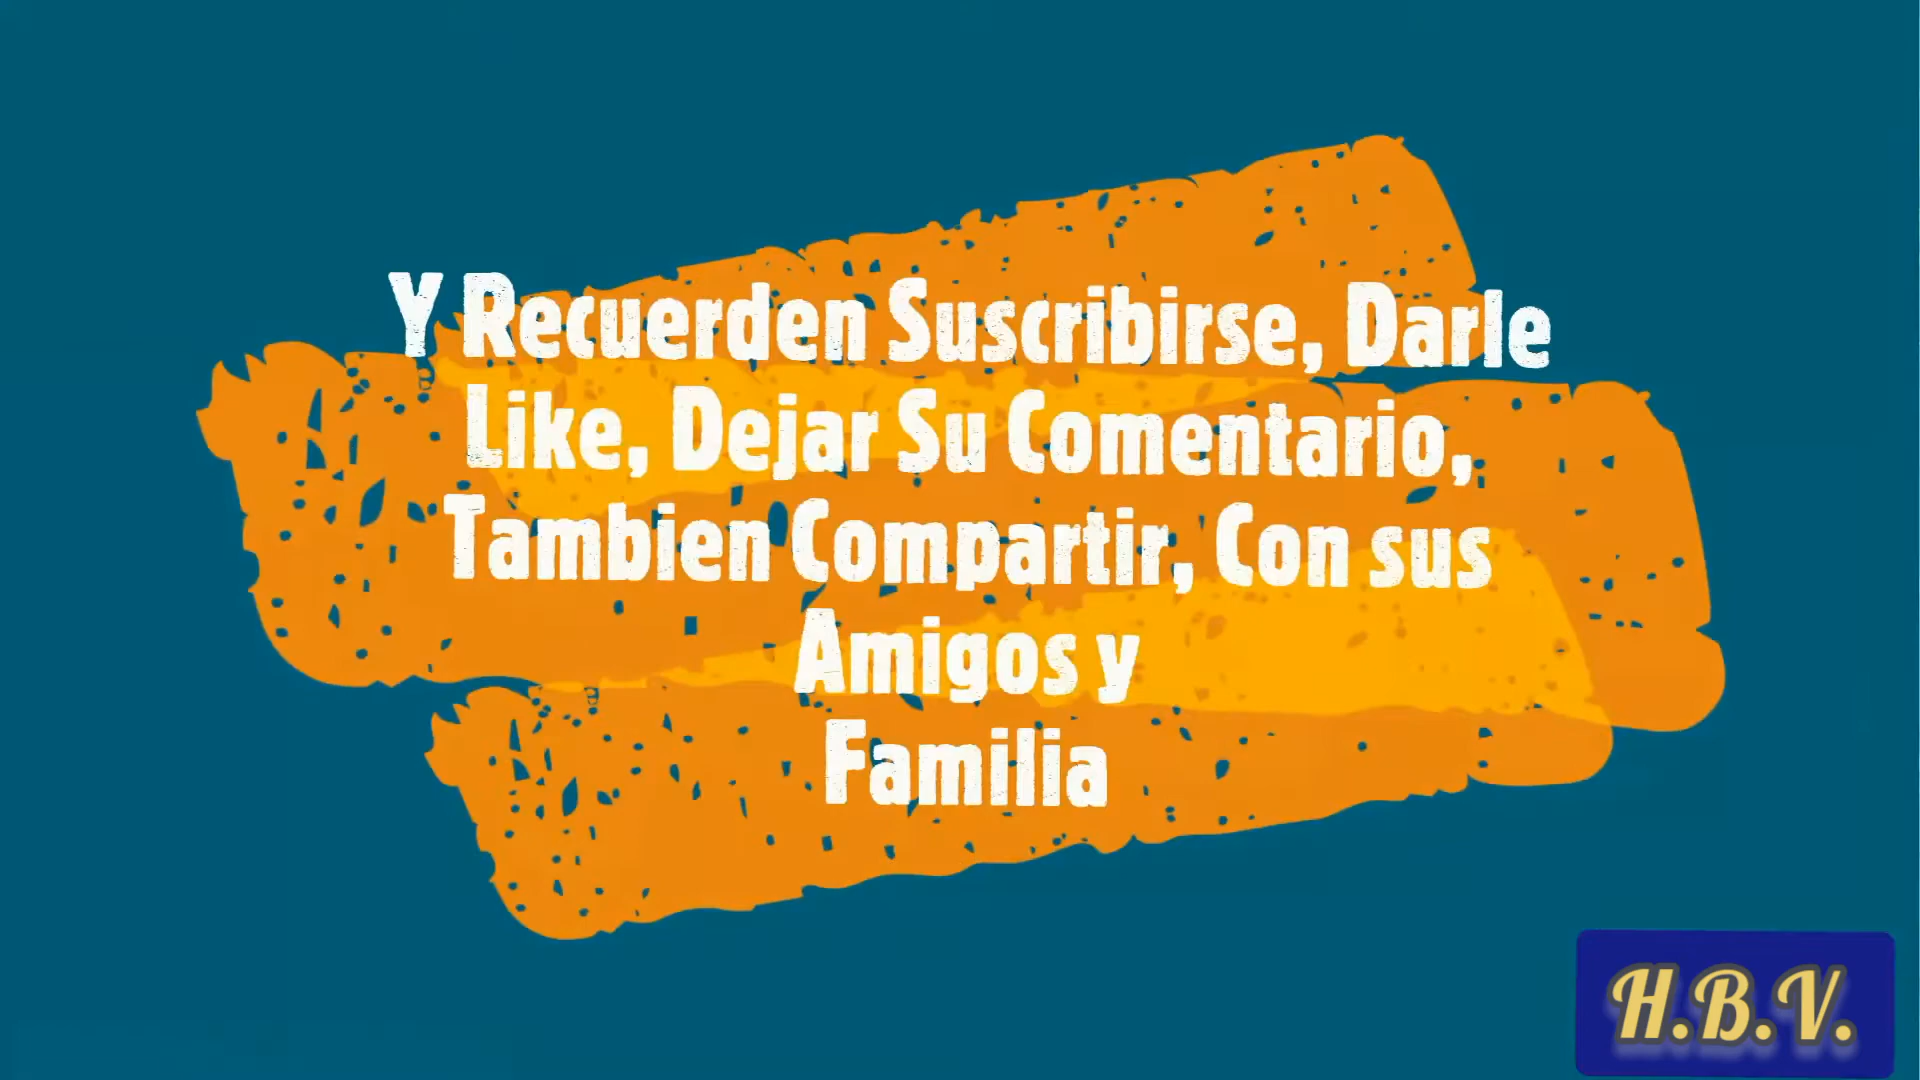 Y Recuerden Suscribirse, Darle
Like, Dejar Su Comentario,
Tambien Compartir, Con sus
Amigos y
Familia
H.B.V.